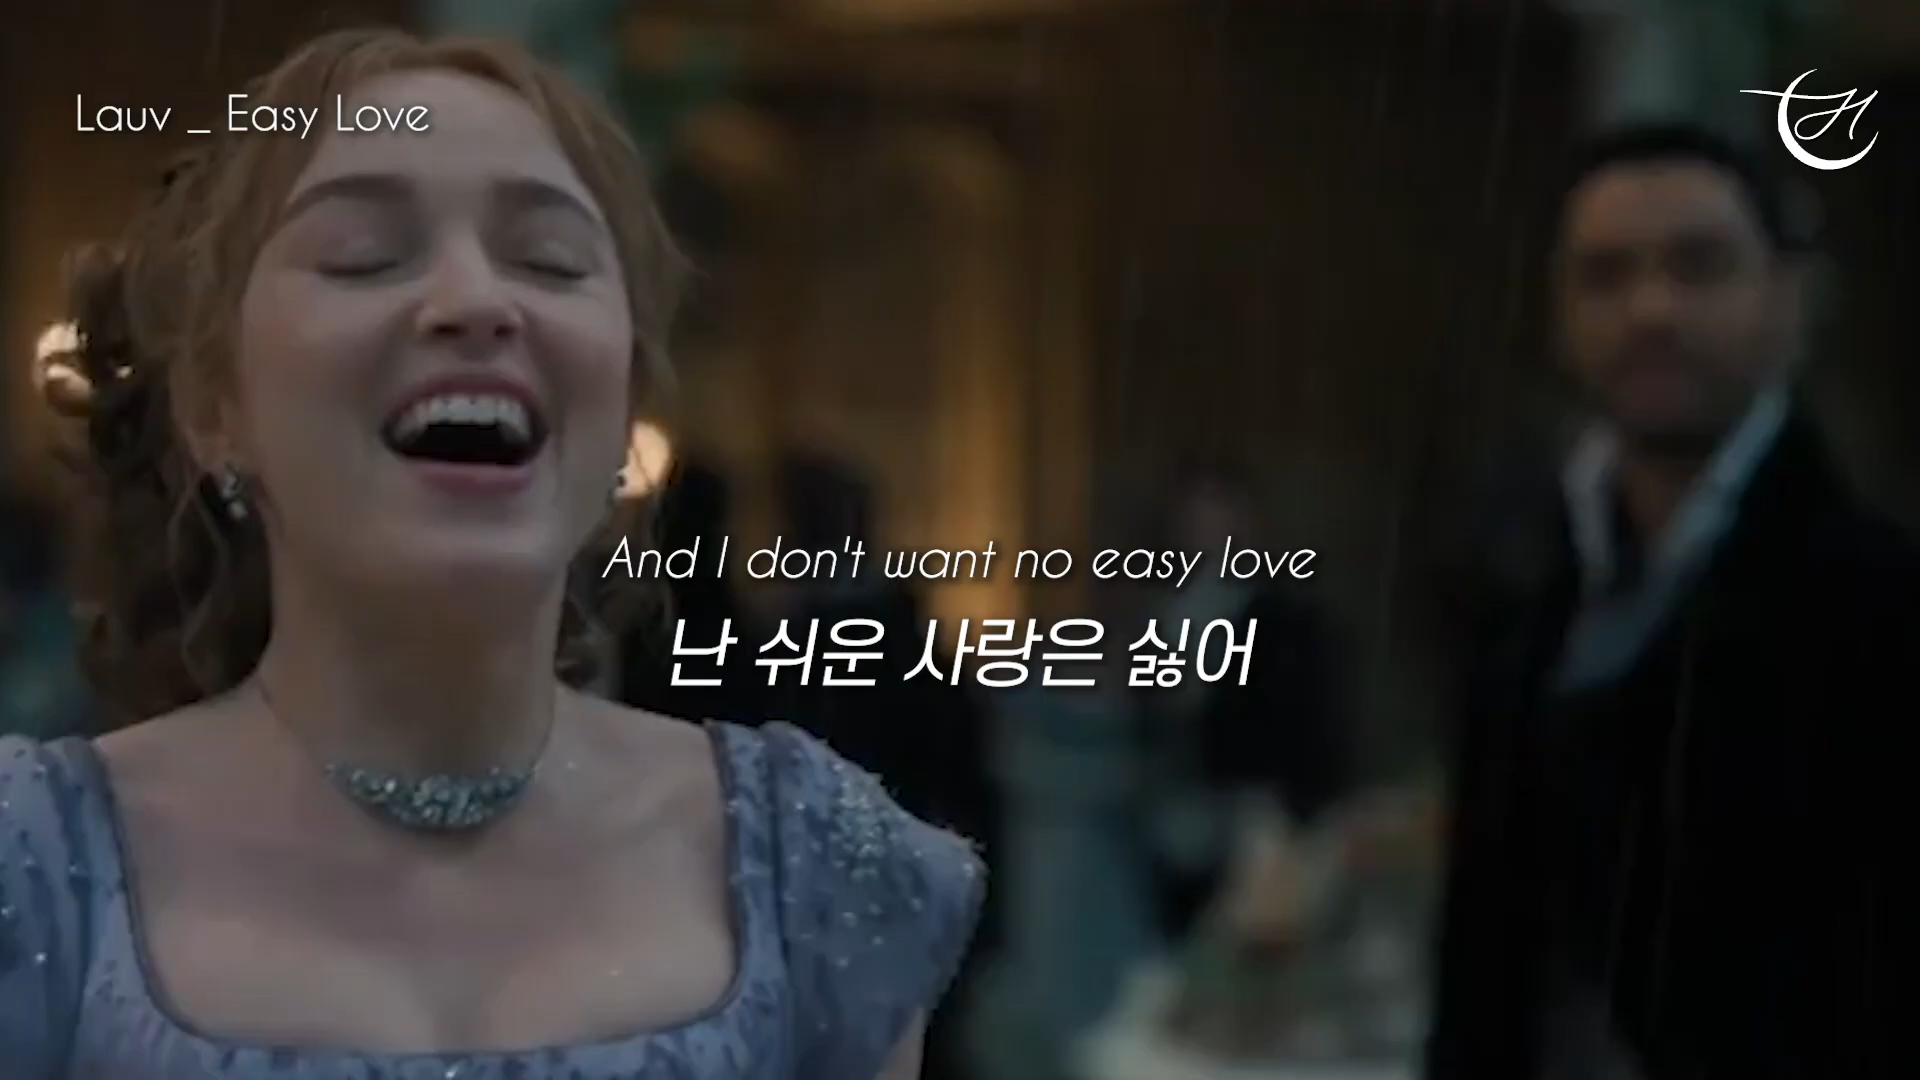 Lauv _ Easy Love
And I don't want no easy love
난 쉬운 사랑은 싫어